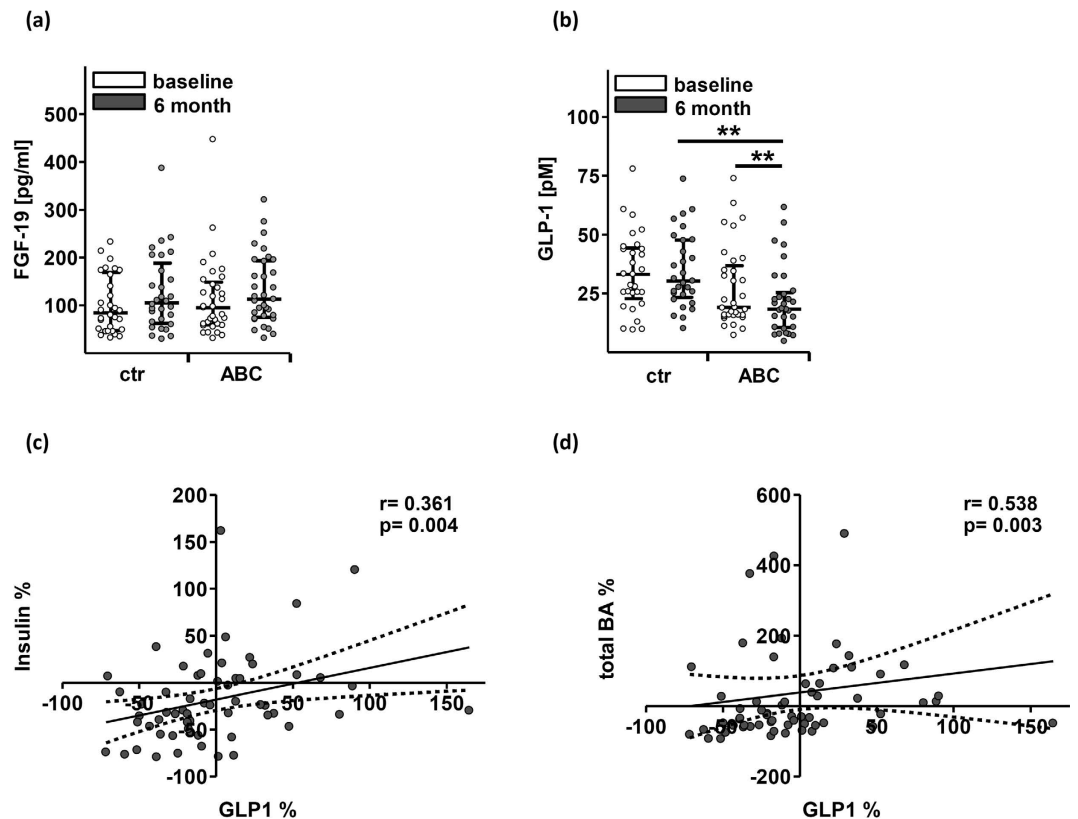 (a)
baseline
6 month
FGF-19 [pg/ml]
500
400
300
200
100
ctr
ABC
(b)
baseline
6 month
GLP-1 [pM]
100
75
50
25
**
**
ctr
ABC
(c)
r= 0.361
p= 0.004
Insulin %
200
150
100
50
-50
-100
-100 -50 0 50 100 150
GLP1 %
(d)
r= 0.538
p= 0.003
total BA %
600
400
200
-200
-100 -50 0 50 100 150
GLP1 %